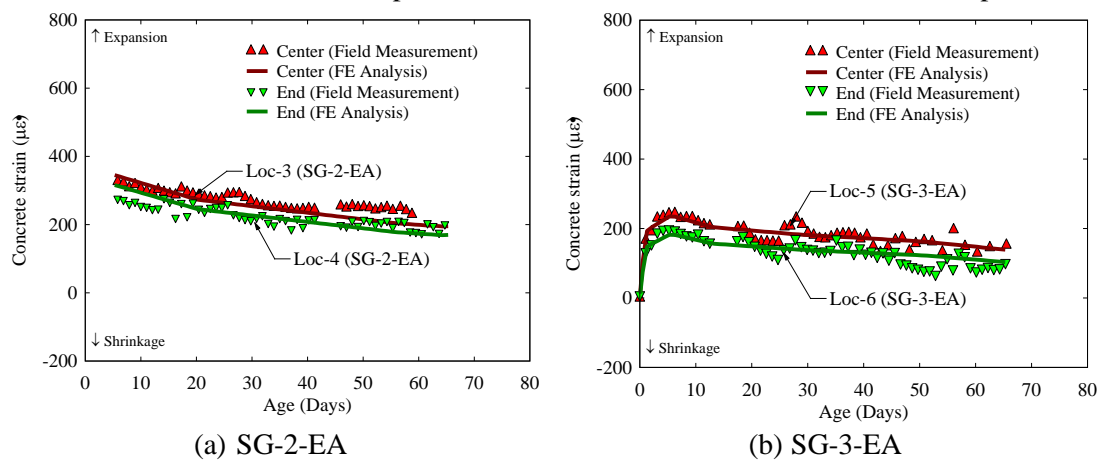 800
↑ Expansion
Center (Field Measurement)
Center (FE Analysis)
End (Field Measurement)
End (FE Analysis)
600
400
200
0
-200
Concrete strain (με)
Loc-3 (SG-2-EA)
Loc-4 (SG-2-EA)
↓ Shrinkage
0 10 20 30 40 50 60 70 80
Age (Days)
(a) SG-2-EA
800
↑ Expansion
Center (Field Measurement)
Center (FE Analysis)
End (Field Measurement)
End (FE Analysis)
600
400
200
0
-200
Concrete strain (με)
Loc-5 (SG-3-EA)
Loc-6 (SG-3-EA)
↓ Shrinkage
0 10 20 30 40 50 60 70 80
Age (Days)
(b) SG-3-EA